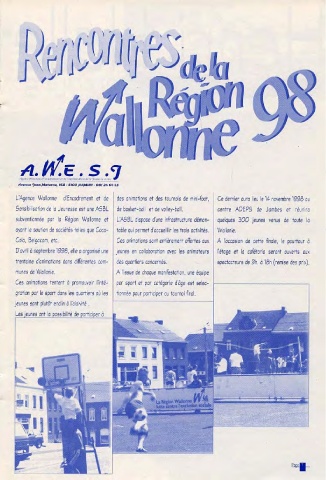 Rencontres
de la
Région
Wallonne 98
A.W.E.S.J
L'Agence Wallonne d'Encadrement et de
Sensibilisation de la Jeunesse est une ASBL
subventionnée par la Région Wallonne et
ayant le soutien de sociétés telles que Coca-
Cola, Belgacom, etc.
D'avril à septembre 1998, elle a organisé une
trentaine d'animations dans différentes com-
munes de Wallonie.
Ces animations tentent à promouvoir l'inté-
gration par le sport dans les quartiers où les
jeunes sont plutôt enclin à l'oisiveté.
Les jeunes ont la possibilité de participer à
des animations et des tournois de mini-foot,
de basket-ball et de volley-ball.
L'ASBL dispose d'une infrastructure démon-
table qui permet d'accueillir les trois activités.
Ces animations sont entièrement offertes aux
jeunes en collaboration avec les animateurs
des quartiers concernés.
A l'issue de chaque manifestation, une équipe
par sport et par catégorie d'âge est selec-
tionnée pour participer au tournoi final.
Ce dernier aura lieu le 14 novembre 1998 au
centre ADEPS de Jambes et réunira
quelques 300 jeunes venus de toute la
Wallonie.
A l'occasion de cette finale, le pourtour à
l'étage et la cafétéria seront ouverts aux
spectateurs de 9h. à 18h (remise des prix).
La Région Wallonne